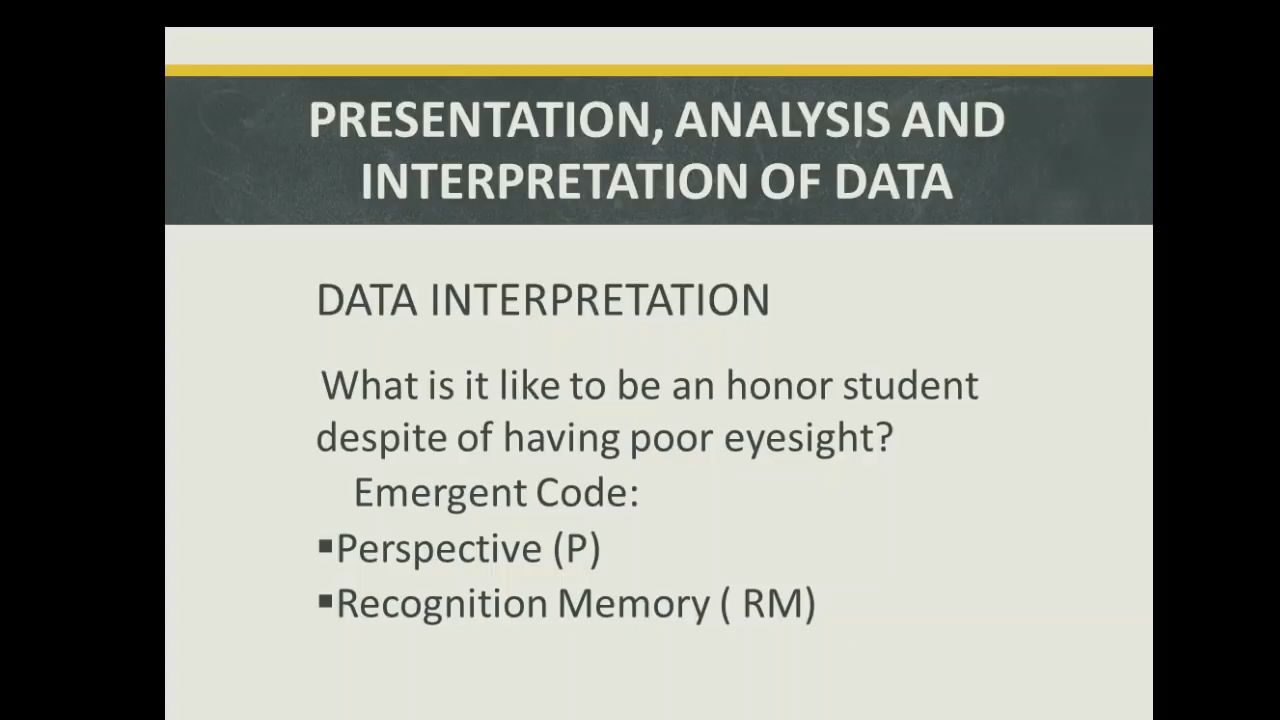 PRESENTATION, ANALYSIS AND
INTERPRETATION OF DATA
DATA INTERPRETATION
What is it like to be an honor student
despite of having poor eyesight?
Emergent Code:
▪Perspective (P)
▪Recognition Memory ( RM)